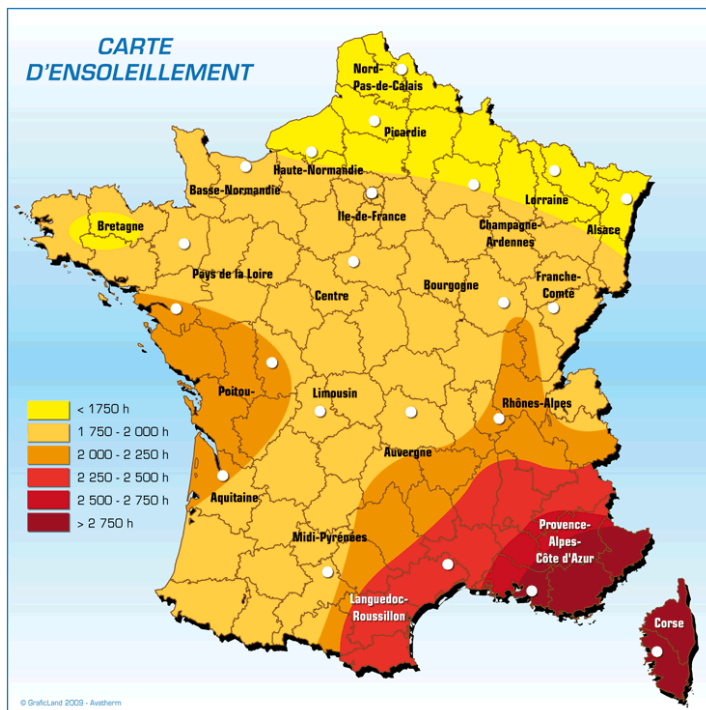 CARTE
D'ENSOLEILLEMENT
Nord-
Pas-de-Calais
Picardie
Haute-Normandie
Basse-Normandie
Ile-de-France
Lorraine
Champagne-
Ardennes
Alsace
Bretagne
Pays de la Loire
Centre
Bourgogne
Franche-
Comté
Poitou-
Limousin
Rhônes-Alpes
Auvergne
Aquitaine
Midi-Pyrénées
Provence-
Alpes-
Côte d'Azur
Languedoc-
Roussillon
Corse
< 1750 h
1 750 - 2 000 h
2 000 - 2 250 h
2 250 - 2 500 h
2 500 - 2 750 h
> 2 750 h
© GraficLand 2009 - Avatherm